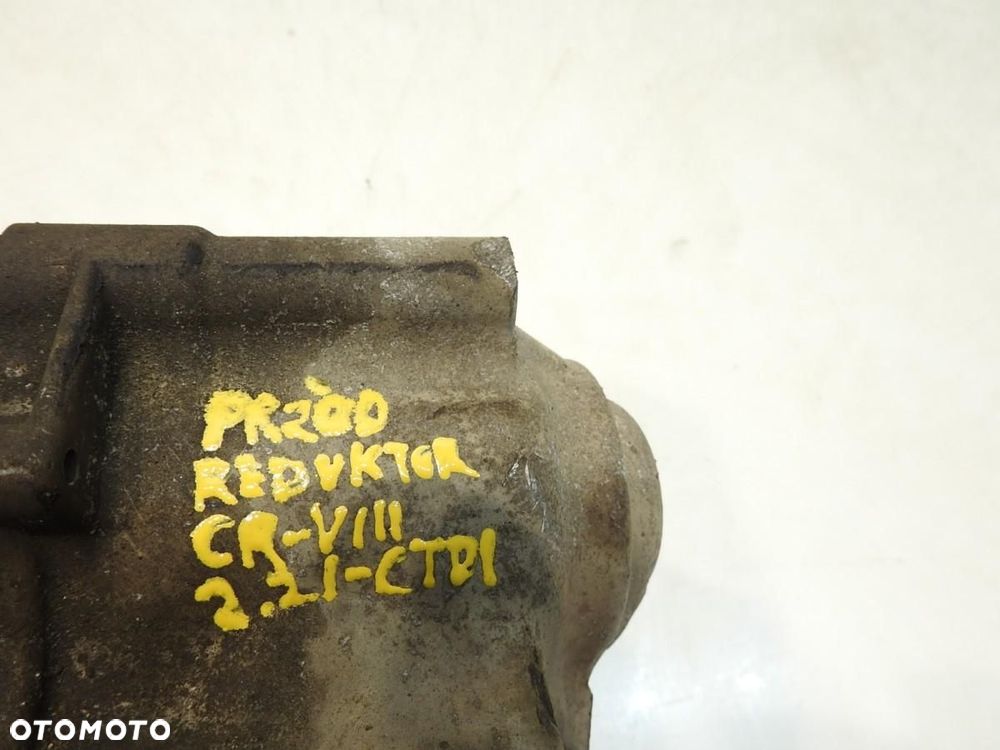 PRZÓD
REDUKTOR
CR-VIII
2.2I-CTDI
OTOMOTO